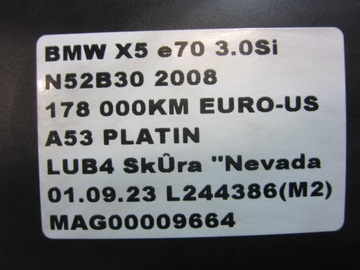 BMW X5 e70 3.0Si
N52B30 2008
178 000KM EURO-US
A53 PLATIN
LUB4 SkÛra "Nevada
01.09.23 L244386(M2)
MAG00009664